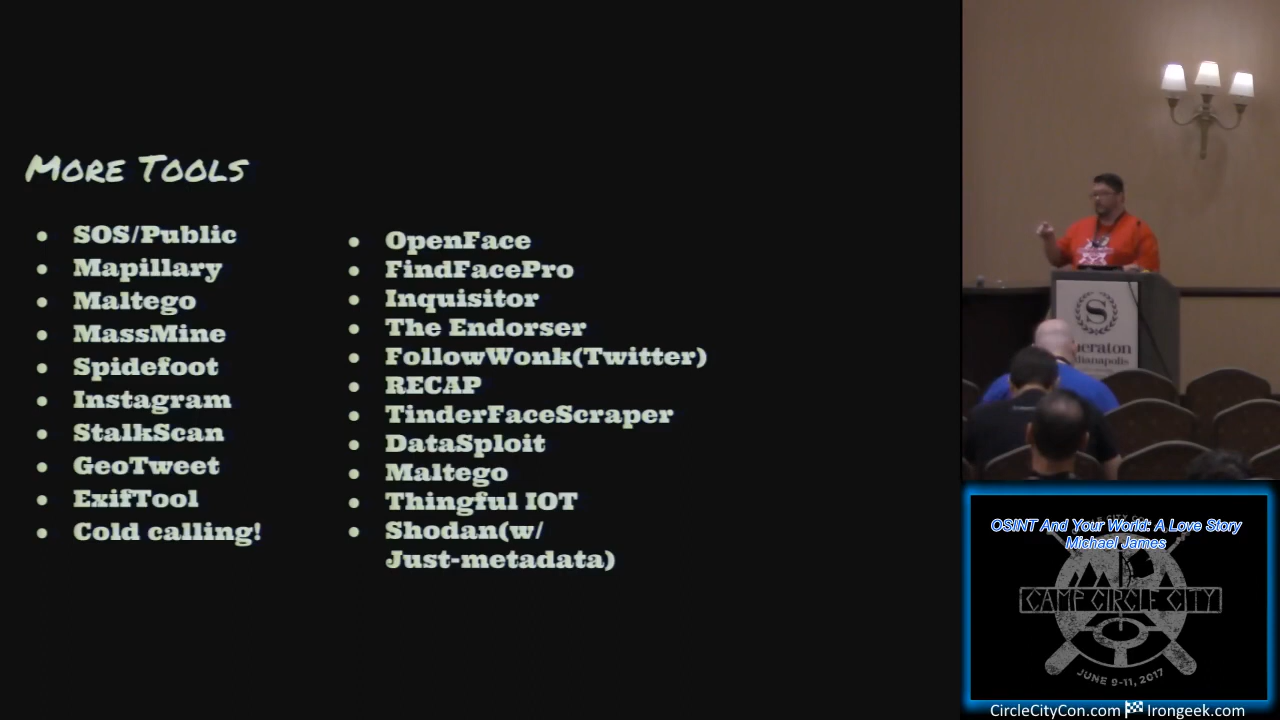 More Tools
SOS/Public
Mapillary
Maltego
MassMine
Spidefoot
Instagram
StalkScan
GeoTweet
ExifTool
Cold calling!
OpenFace
FindFacePro
Inquisitor
The Endorser
FollowWonk(Twitter)
RECAP
TinderFaceScraper
DataSploit
Maltego
Thingful IOT
Shodan(w/
Just-metadata)
S
OSINT And Your World: A Love Story
Michael James
CAMP CIRCLE CITY
JUNE 9-11, 2017
CircleCityCon.com Irongeek.com